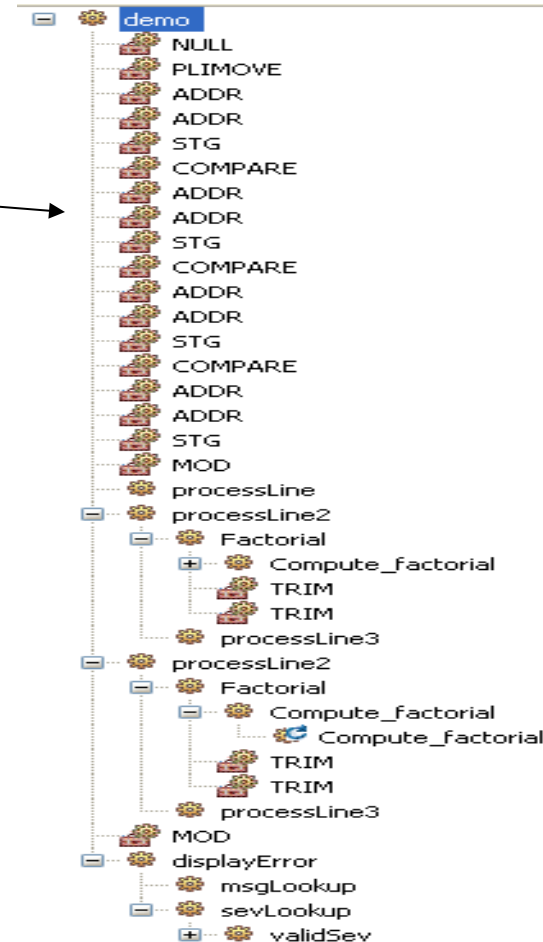 demo
NULL
PLIMOVE
ADDR
ADDR
STG
COMPARE
ADDR
ADDR
STG
COMPARE
ADDR
ADDR
STG
COMPARE
ADDR
ADDR
STG
MOD
processLine
processLine2
Factorial
Compute_factorial
TRIM
TRIM
processLine3
processLine2
Factorial
Compute_factorial
Compute_factorial
TRIM
TRIM
processLine3
MOD
displayError
msgLookup
sevLookup
validSev